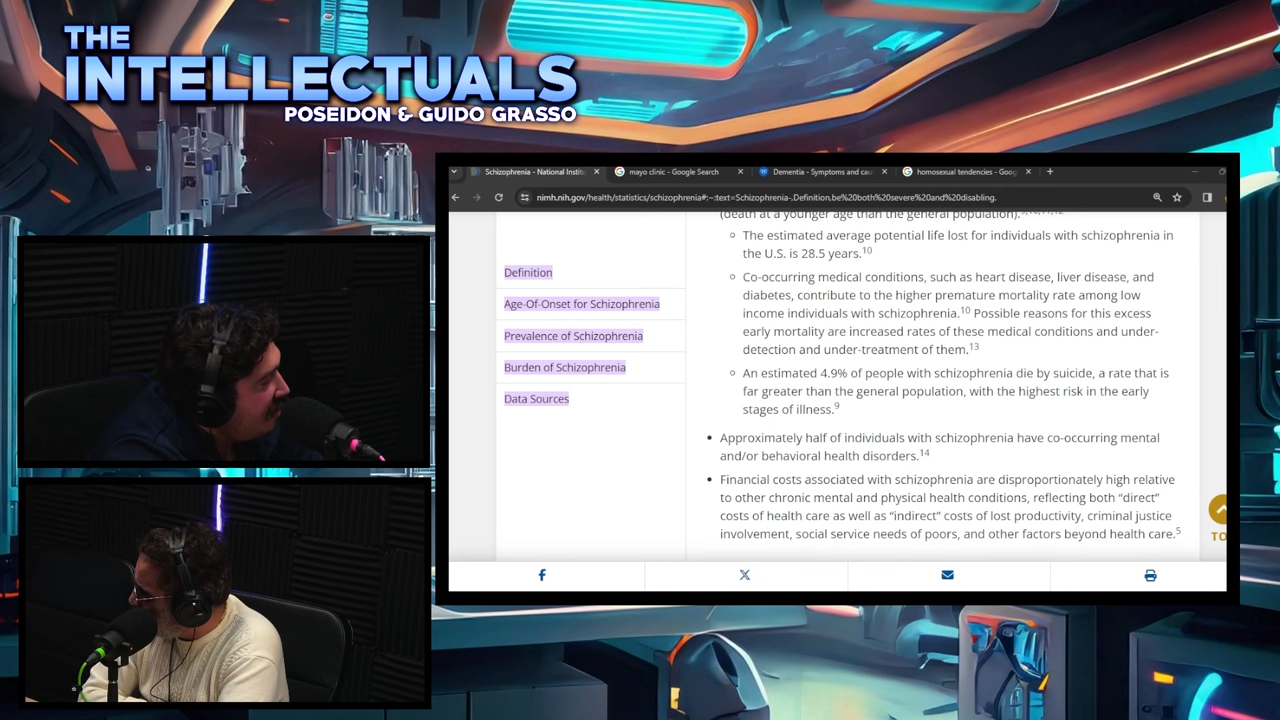 THE
INTELLECTUALS
POSEIDON & GUIDO GRASSO
Schizophrenia - National Instit
mayo clinic - Google Search
Dementia - Symptoms and cau
homosexual tendencies - Goog
nimh.nih.gov/health/statistics/schizophrenia#:~:text=Schizophrenia-,Definition,be%20both%20severe%20and%20disabling.
Definition
Age-Of-Onset for Schizophrenia
Prevalence of Schizophrenia
Burden of Schizophrenia
Data Sources
(death at a younger age than the general population).
The estimated average potential life lost for individuals with schizophrenia in
the U.S. is 28.5 years.10
Co-occurring medical conditions, such as heart disease, liver disease, and
diabetes, contribute to the higher premature mortality rate among low
income individuals with schizophrenia.10 Possible reasons for this excess
early mortality are increased rates of these medical conditions and under-
detection and under-treatment of them.13
An estimated 4.9% of people with schizophrenia die by suicide, a rate that is
far greater than the general population, with the highest risk in the early
stages of illness.9
Approximately half of individuals with schizophrenia have co-occurring mental
and/or behavioral health disorders.14
Financial costs associated with schizophrenia are disproportionately high relative
to other chronic mental and physical health conditions, reflecting both “direct”
costs of health care as well as “indirect” costs of lost productivity, criminal justice
involvement, social service needs of poors, and other factors beyond health care.5
TO